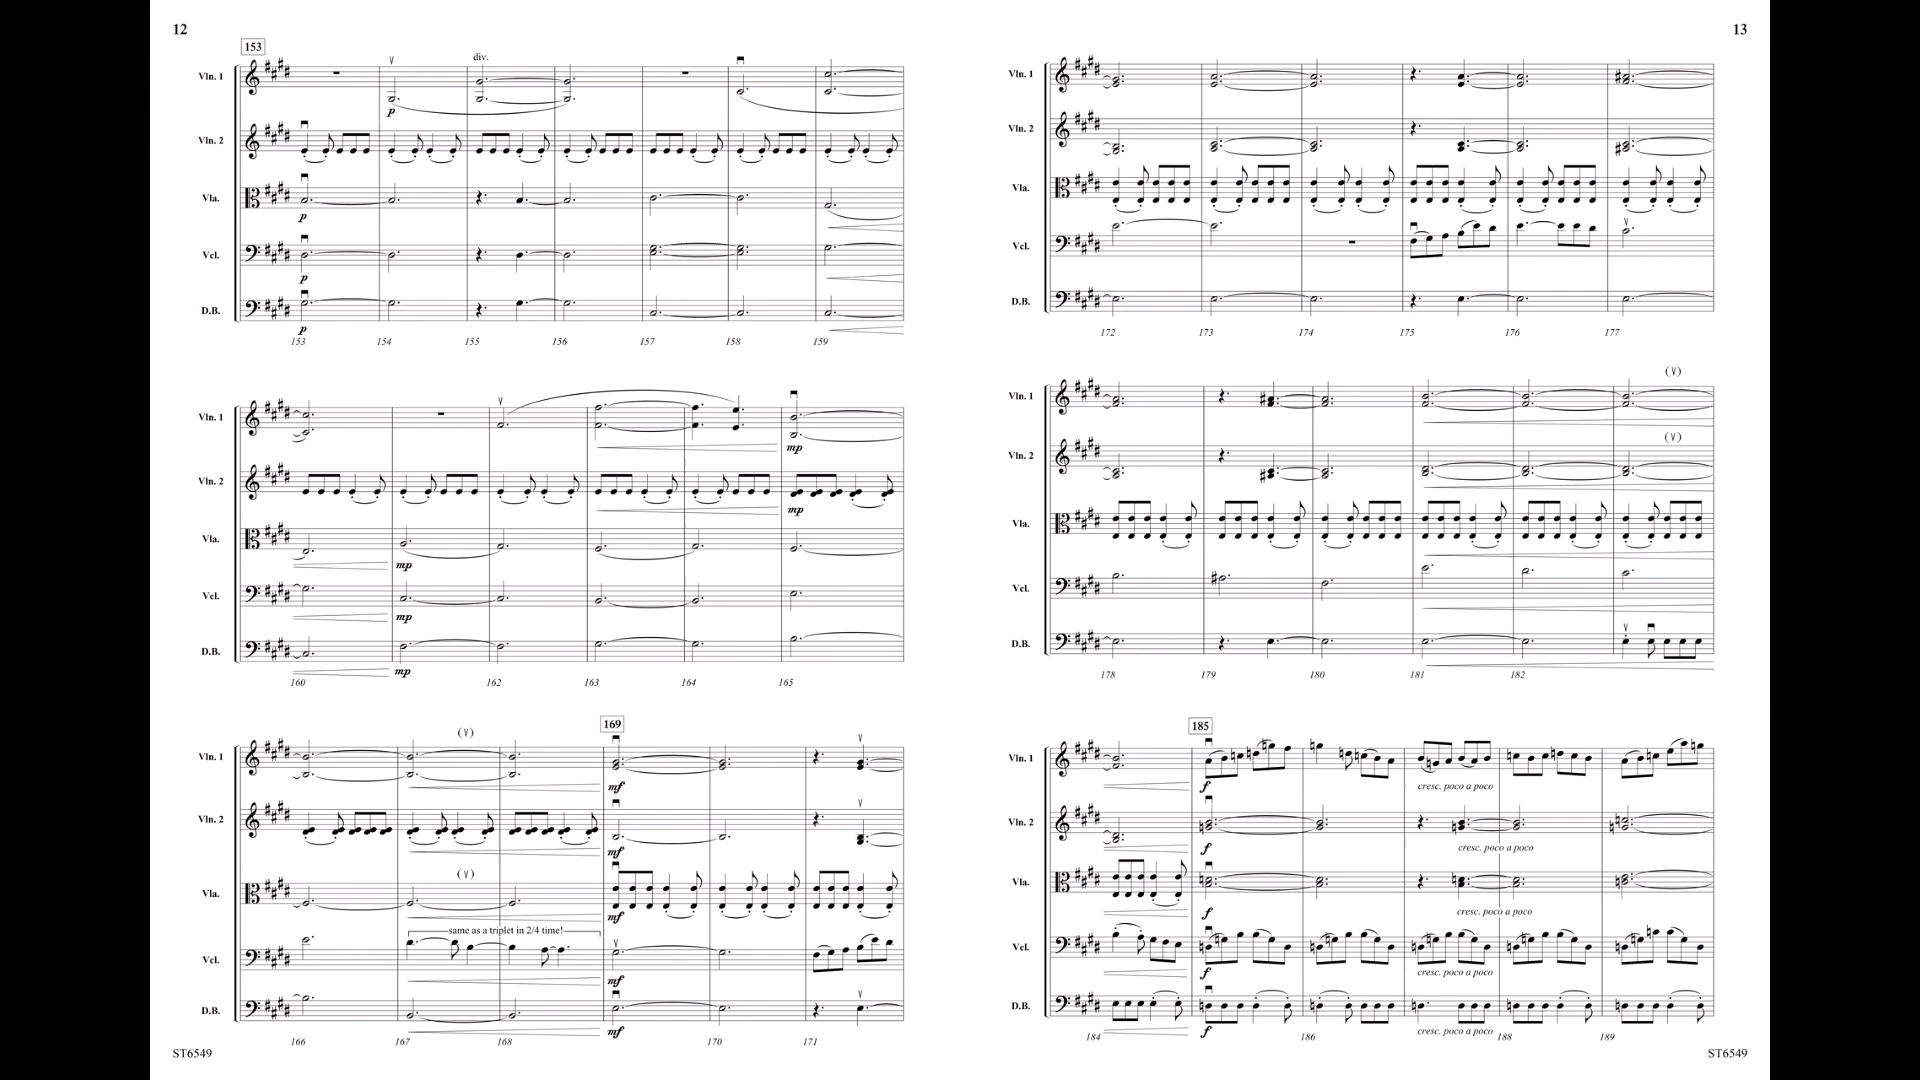 12
153
Vln. 1
div.
p
Vln. 2
Vla.
p
Vcl.
p
D.B.
p
153 154 155 156 157 158 159
Vln. 1
mp
Vln. 2
mp
Vla.
mp
Vcl.
mp
D.B.
mp
160 162 163 164 165
169
Vln. 1
(V)
mf
Vln. 2
mf
Vla.
(V)
mf
same as a triplet in 2/4 time!
Vcl.
mf
D.B.
mf
166 167 168 170 171
ST6549
13
Vln. 1
Vln. 2
Vla.
Vcl.
D.B.
172 173 174 175 176 177
(V)
Vln. 1
(V)
Vln. 2
Vla.
Vcl.
D.B.
178 179 180 181 182
185
Vln. 1
f
cresc. poco a poco
Vln. 2
f
cresc. poco a poco
Vla.
f
cresc. poco a poco
Vcl.
f
cresc. poco a poco
D.B.
f
cresc. poco a poco
184 186 188 189
ST6549